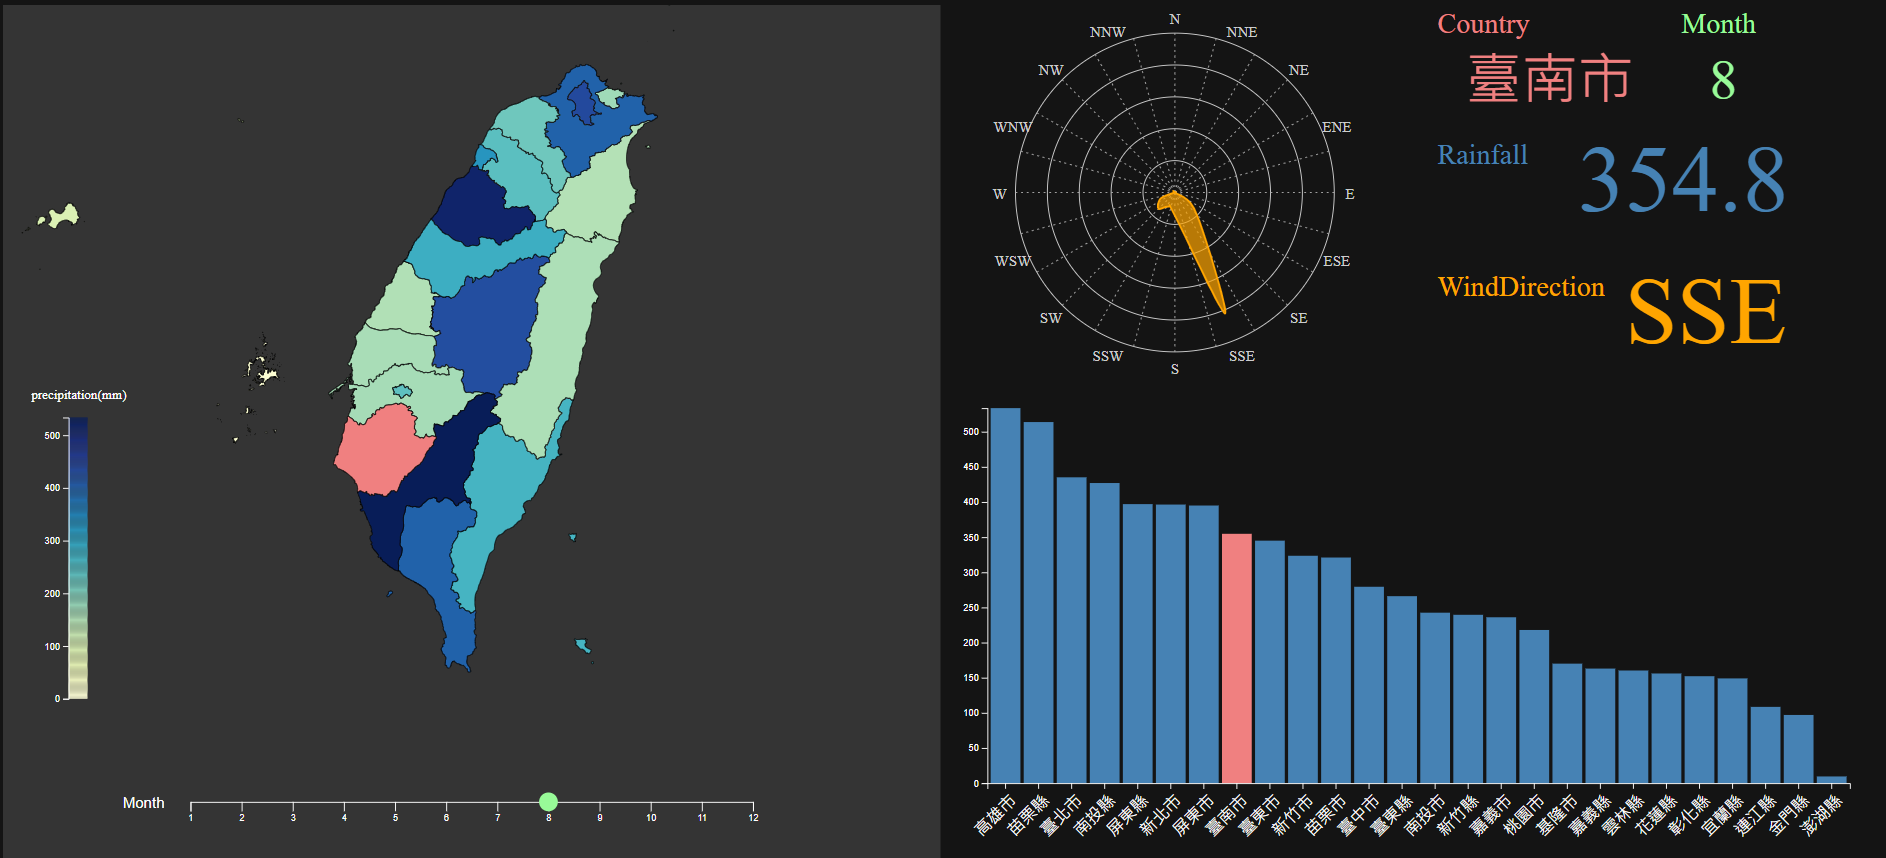 precipitation(mm)
500
400
300
200
100
0
Month
1 2 3 4 5 6 7 8 9 10 11 12
N
NNE
NE
ENE
E
ESE
SE
SSE
S
SSW
SW
WSW
W
WNW
NW
NNW
Country
臺南市
Month
8
Rainfall
354.8
WindDirection
SSE
500
450
400
350
300
250
200
150
100
50
0
高雄市
苗栗縣
臺北市
南投縣
屏東縣
新北市
屏東市
臺南市
臺東市
新竹市
苗栗市
臺中市
臺東縣
南投市
新竹縣
嘉義市
桃園市
基隆市
嘉義縣
雲林縣
花蓮縣
彰化縣
宜蘭縣
連江縣
金門縣
澎湖縣